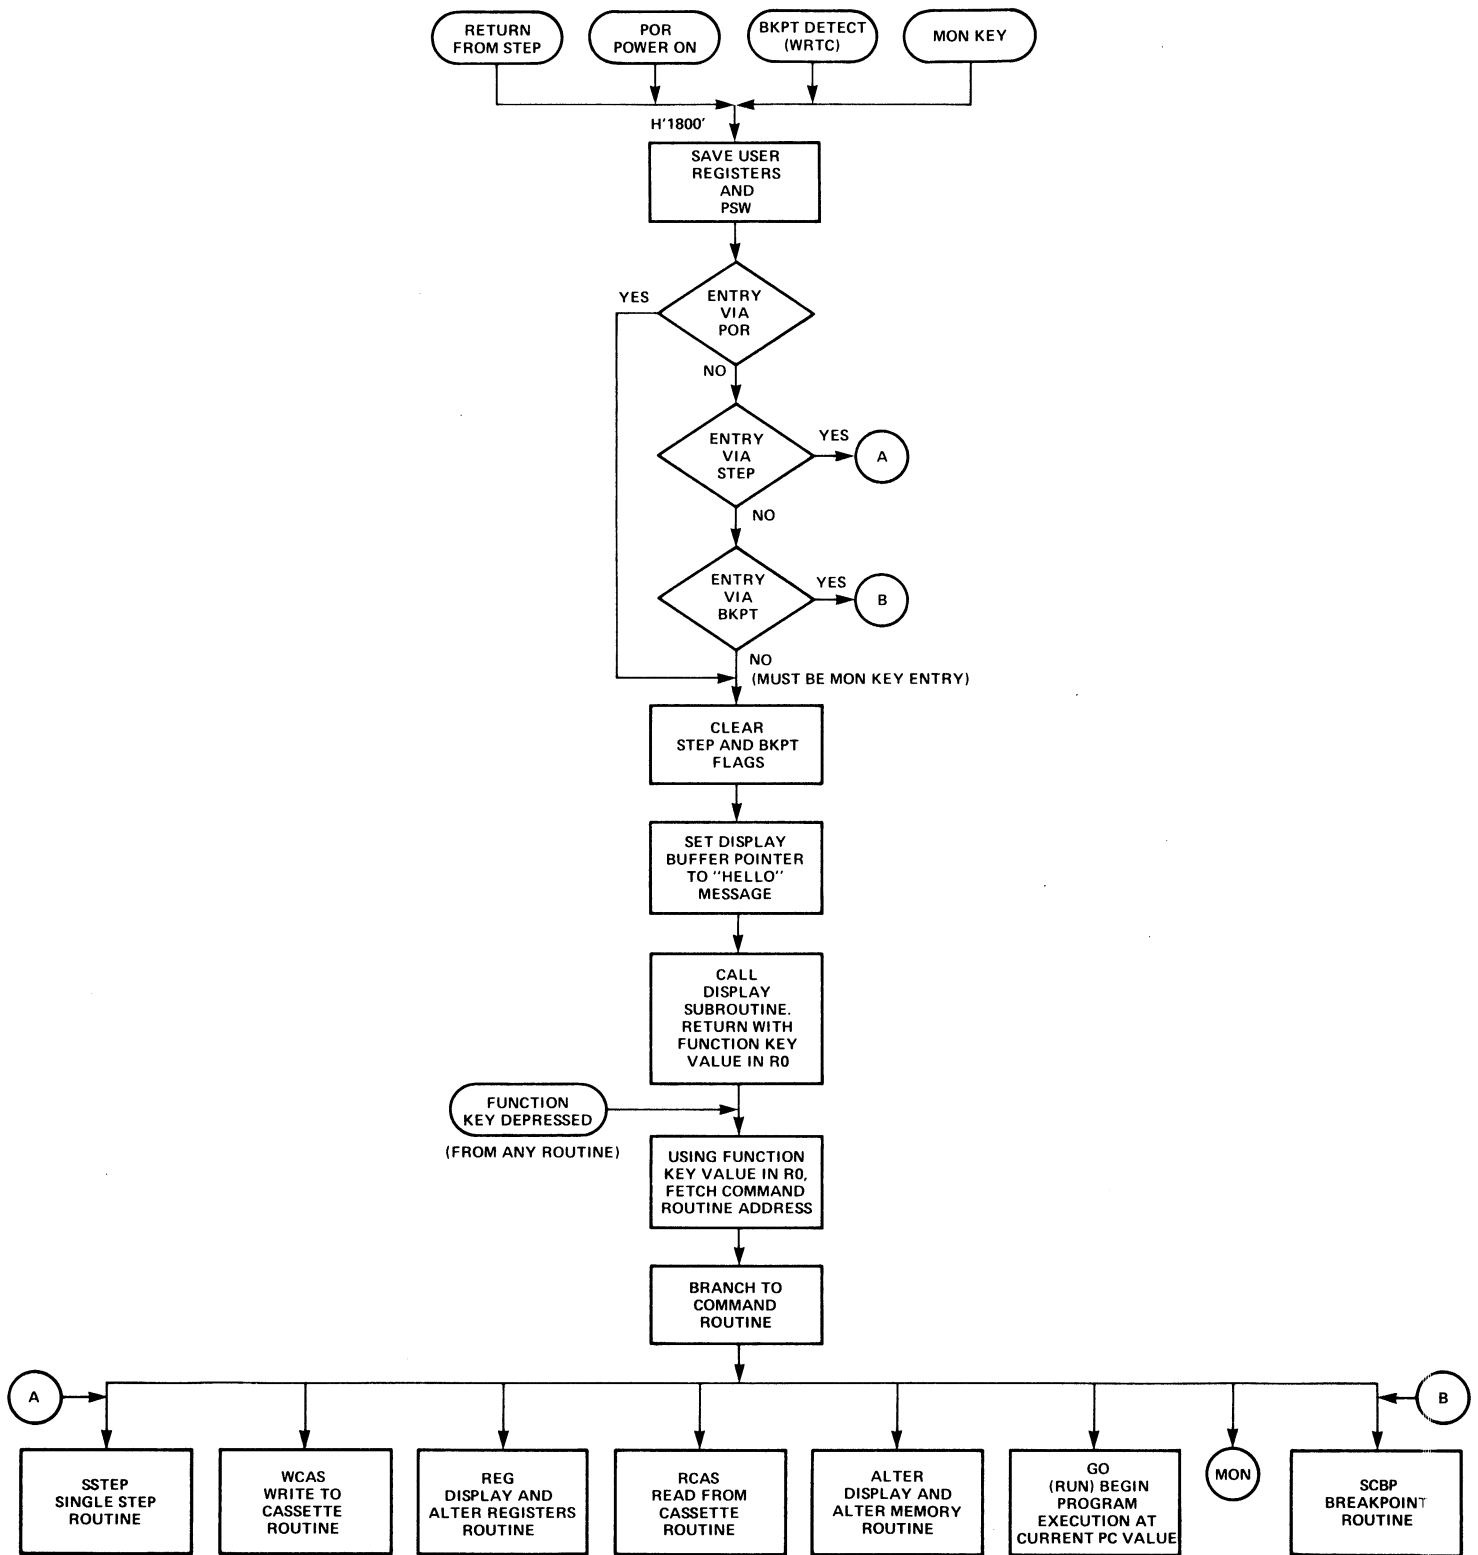 RETURN
FROM STEP
POR
POWER ON
BKPT DETECT
(WRTC)
MON KEY
H'1800'
SAVE USER
REGISTERS
AND
PSW
YES
ENTRY
VIA
POR
NO
ENTRY
VIA
STEP
YES
A
NO
ENTRY
VIA
BKPT
YES
B
NO
(MUST BE MON KEY ENTRY)
CLEAR
STEP AND BKPT
FLAGS
SET DISPLAY
BUFFER POINTER
TO "HELLO"
MESSAGE
CALL
DISPLAY
SUBROUTINE.
RETURN WITH
FUNCTION KEY
VALUE IN R0
FUNCTION
KEY DEPRESSED
(FROM ANY ROUTINE)
USING FUNCTION
KEY VALUE IN R0,
FETCH COMMAND
ROUTINE ADDRESS
BRANCH TO
COMMAND
ROUTINE
A
B
SSTEP
SINGLE STEP
ROUTINE
WCAS
WRITE TO
CASSETTE
ROUTINE
REG
DISPLAY AND
ALTER REGISTERS
ROUTINE
RCAS
READ FROM
CASSETTE
ROUTINE
ALTER
DISPLAY AND
ALTER MEMORY
ROUTINE
GO
(RUN) BEGIN
PROGRAM
EXECUTION AT
CURRENT PC VALUE
MON
SCBP
BREAKPOINT
ROUTINE